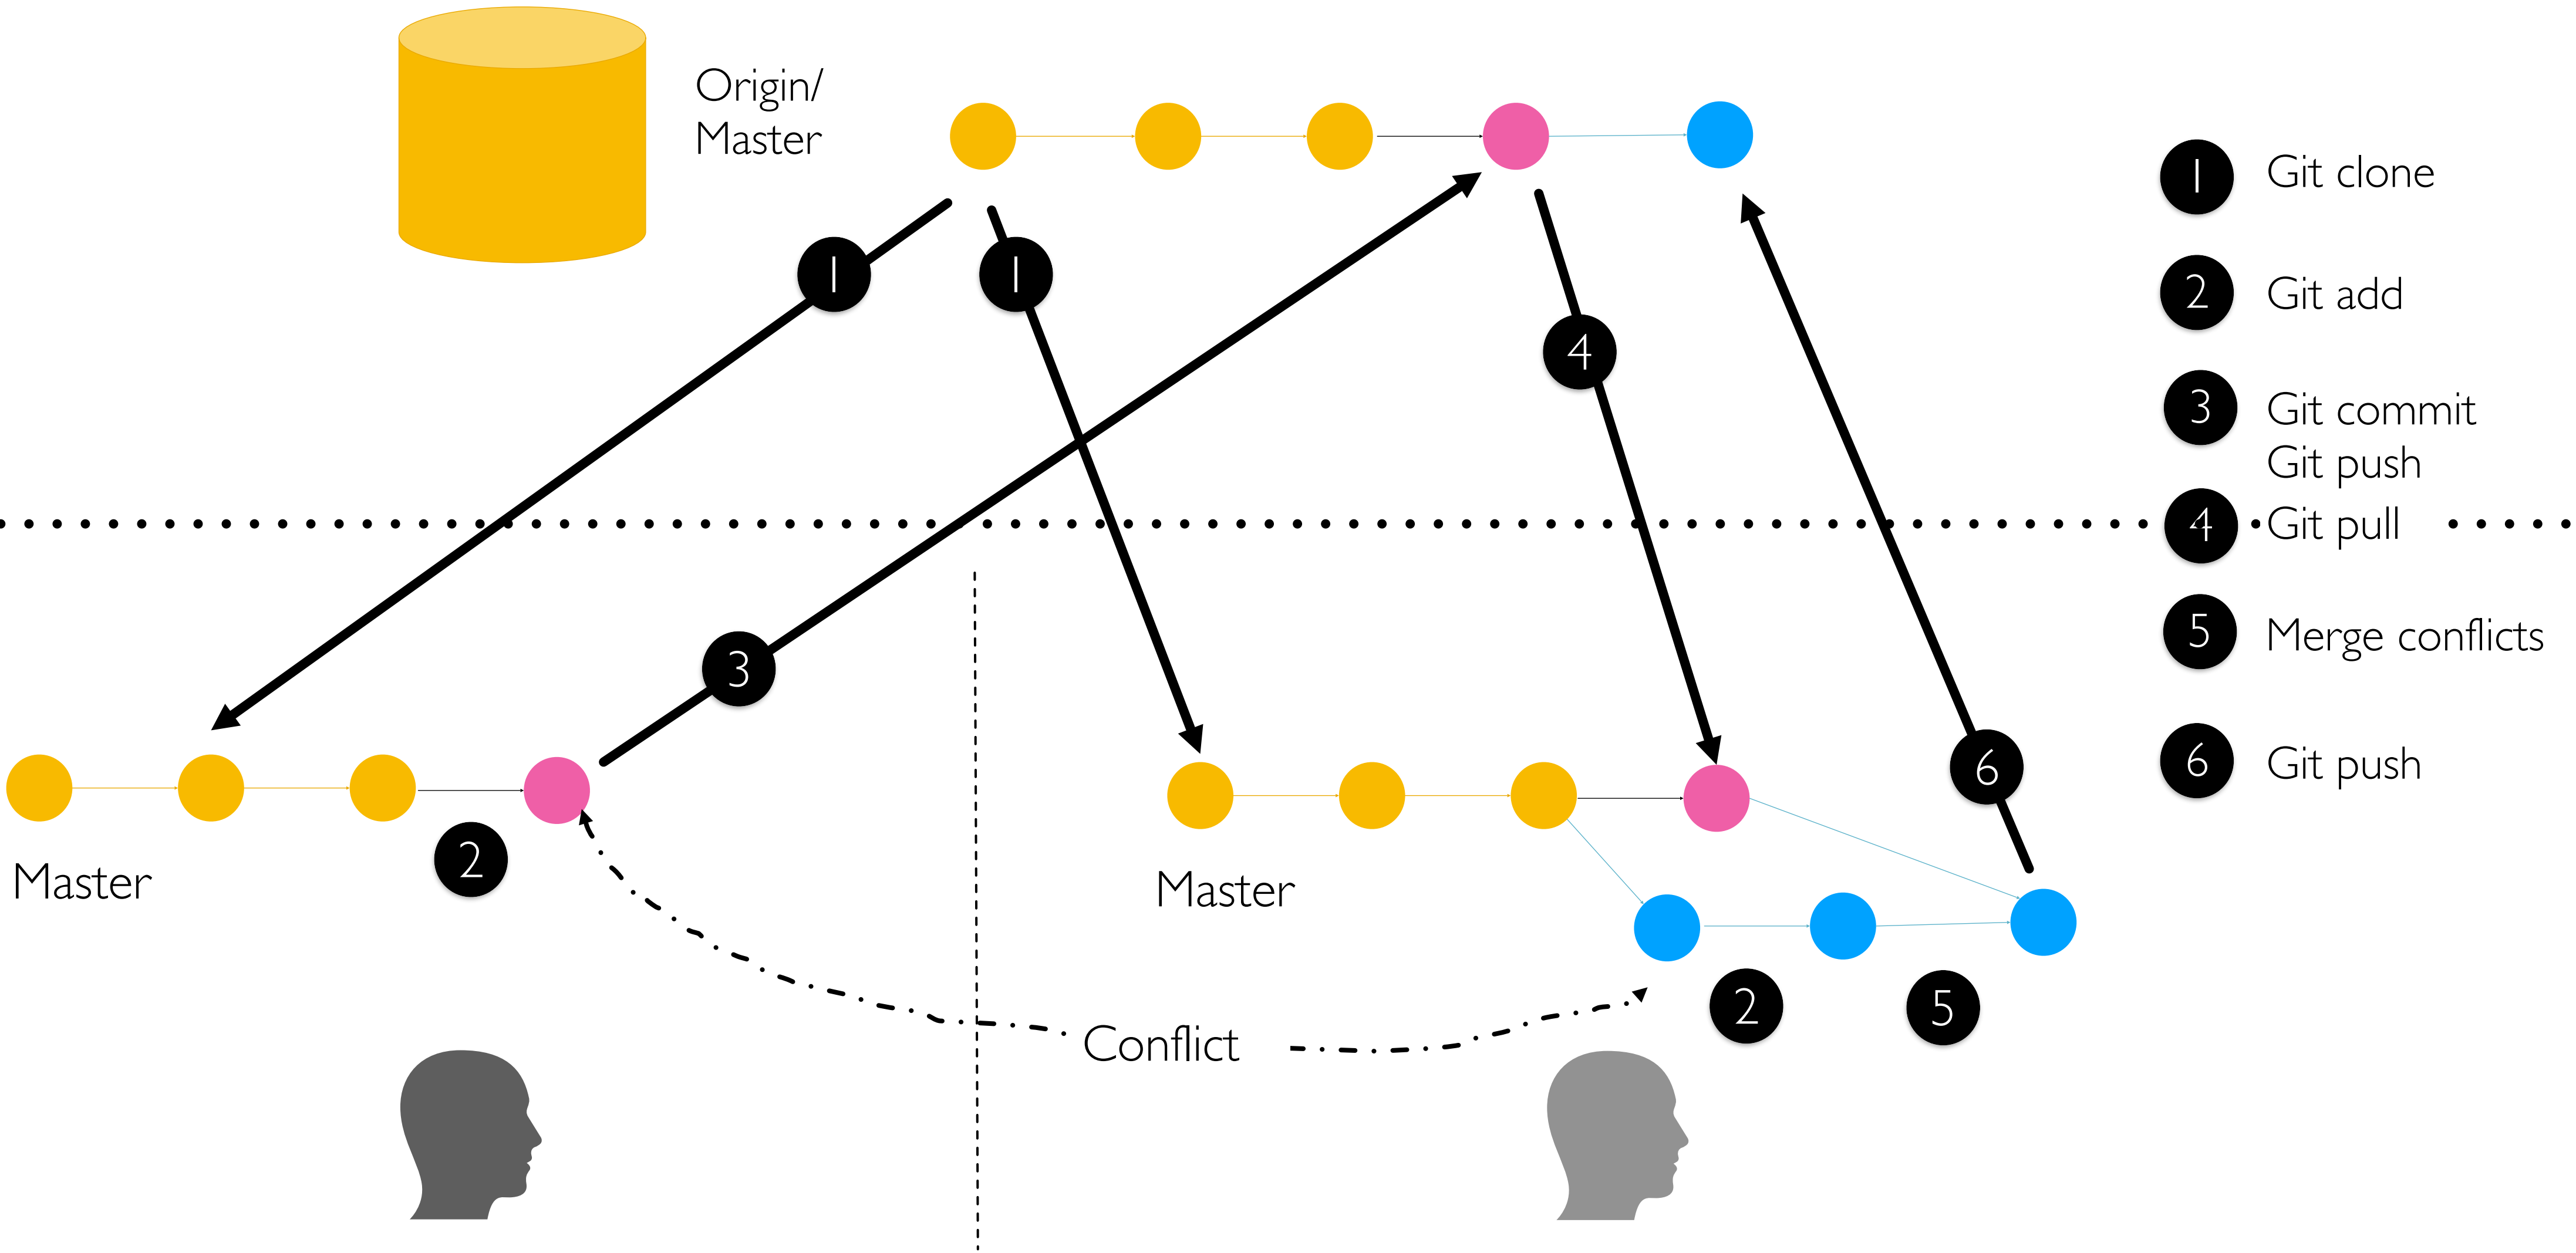 Origin/
Master
1 Git clone
2 Git add
3 Git commit
Git push
4 Git pull
5 Merge conflicts
6 Git push
1
1
4
3
6
2
Master
Master
2
5
Conflict